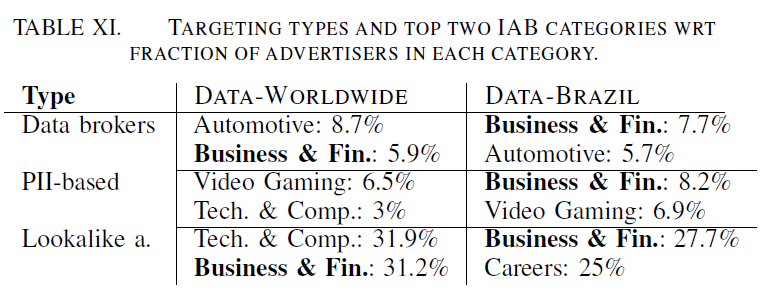 TABLE XI. TARGETING TYPES AND TOP TWO IAB CATEGORIES WRT
FRACTION OF ADVERTISERS IN EACH CATEGORY.
Type DATA-WORLDWIDE DATA-BRAZIL
Data brokers Automotive: 8.7% Business & Fin.: 7.7%
Business & Fin.: 5.9% Automotive: 5.7%
PII-based Video Gaming: 6.5% Business & Fin.: 8.2%
Tech. & Comp.: 3% Video Gaming: 6.9%
Lookalike a. Tech. & Comp.: 31.9% Business & Fin.: 27.7%
Business & Fin.: 31.2% Careers: 25%